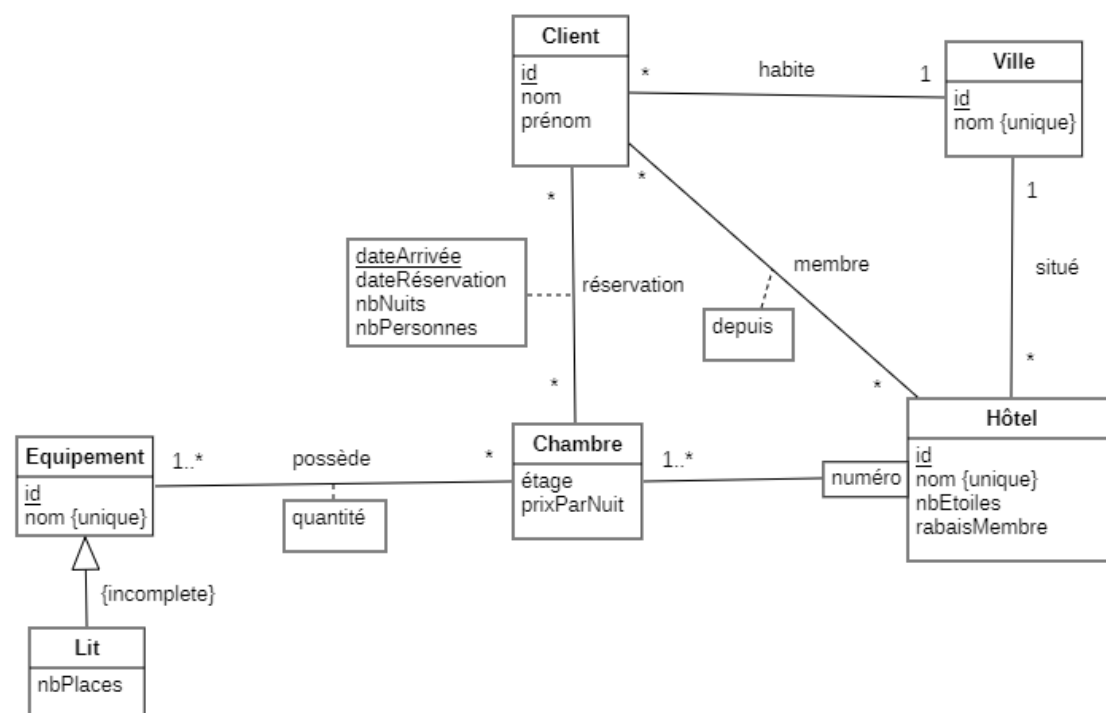 Client
id
nom
prénom
* habite 1
Ville
id
nom {unique}
*
*
1
dateArrivée
dateRéservation
nbNuits
nbPersonnes
réservation
membre
situé
depuis
*
*
*
Equipement
id
nom {unique}
1..* possède *
quantité
Chambre
étage
prixParNuit
1..*
numéro
Hôtel
id
nom {unique}
nbEtoiles
rabaisMembre
{incomplete}
Lit
nbPlaces